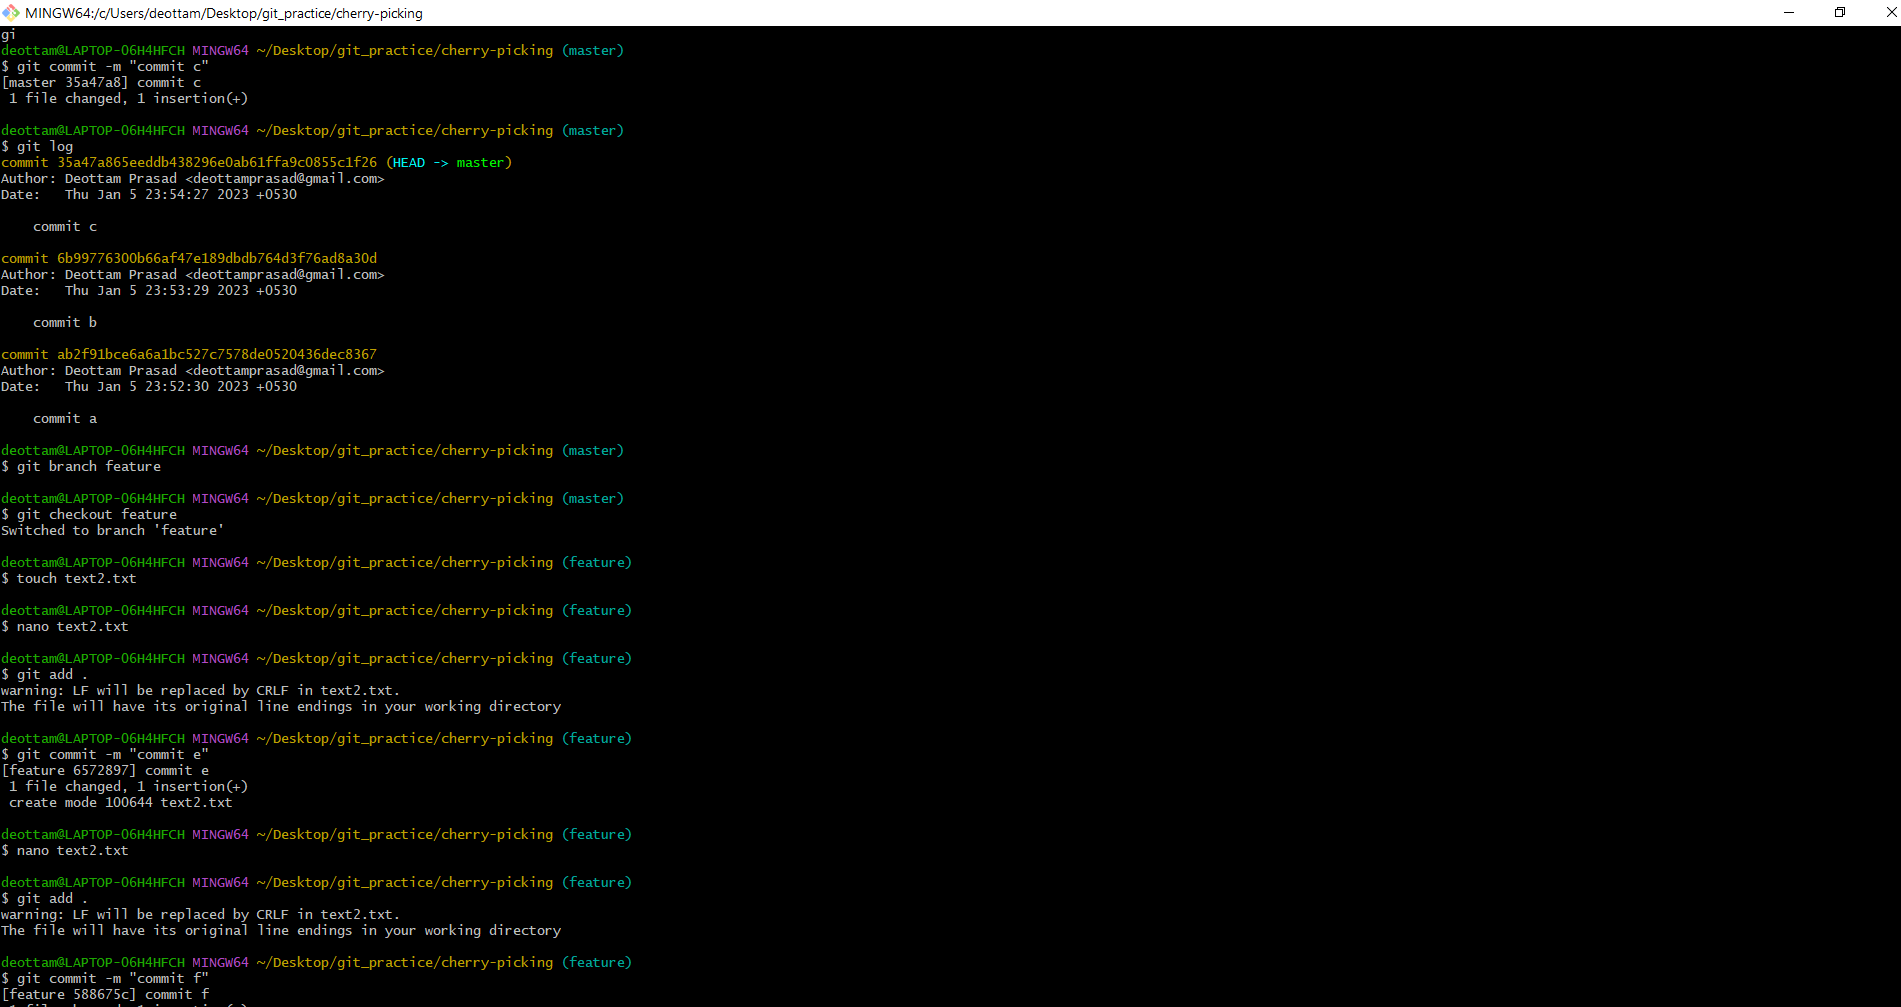 MINGW64:/c/Users/deottam/Desktop/git_practice/cherry-picking
gi
deottam@LAPTOP-O6H4HFCH MINGW64 ~/Desktop/git_practice/cherry-picking (master)
$ git commit -m "commit c"
[master 35a47a8] commit c
 1 file changed, 1 insertion(+)
deottam@LAPTOP-O6H4HFCH MINGW64 ~/Desktop/git_practice/cherry-picking (master)
$ git log
commit 35a47a865eeddb438296e0ab61ffa9c0855c1f26 (HEAD -> master)
Author: Deottam Prasad <deottamprasad@gmail.com>
Date:   Thu Jan 5 23:54:27 2023 +0530
    commit c
commit 6b99776300b66af47e189dbdb764d3f76ad8a30d
Author: Deottam Prasad <deottamprasad@gmail.com>
Date:   Thu Jan 5 23:53:29 2023 +0530
    commit b
commit ab2f91bce6a6a1bc527c7578de0520436dec8367
Author: Deottam Prasad <deottamprasad@gmail.com>
Date:   Thu Jan 5 23:52:30 2023 +0530
    commit a
deottam@LAPTOP-O6H4HFCH MINGW64 ~/Desktop/git_practice/cherry-picking (master)
$ git branch feature
deottam@LAPTOP-O6H4HFCH MINGW64 ~/Desktop/git_practice/cherry-picking (master)
$ git checkout feature
Switched to branch 'feature'
deottam@LAPTOP-O6H4HFCH MINGW64 ~/Desktop/git_practice/cherry-picking (feature)
$ touch text2.txt
deottam@LAPTOP-O6H4HFCH MINGW64 ~/Desktop/git_practice/cherry-picking (feature)
$ nano text2.txt
deottam@LAPTOP-O6H4HFCH MINGW64 ~/Desktop/git_practice/cherry-picking (feature)
$ git add .
warning: LF will be replaced by CRLF in text2.txt.
The file will have its original line endings in your working directory
deottam@LAPTOP-O6H4HFCH MINGW64 ~/Desktop/git_practice/cherry-picking (feature)
$ git commit -m "commit e"
[feature 6572897] commit e
 1 file changed, 1 insertion(+)
 create mode 100644 text2.txt
deottam@LAPTOP-O6H4HFCH MINGW64 ~/Desktop/git_practice/cherry-picking (feature)
$ nano text2.txt
deottam@LAPTOP-O6H4HFCH MINGW64 ~/Desktop/git_practice/cherry-picking (feature)
$ git add .
warning: LF will be replaced by CRLF in text2.txt.
The file will have its original line endings in your working directory
deottam@LAPTOP-O6H4HFCH MINGW64 ~/Desktop/git_practice/cherry-picking (feature)
$ git commit -m "commit f"
[feature 588675c] commit f